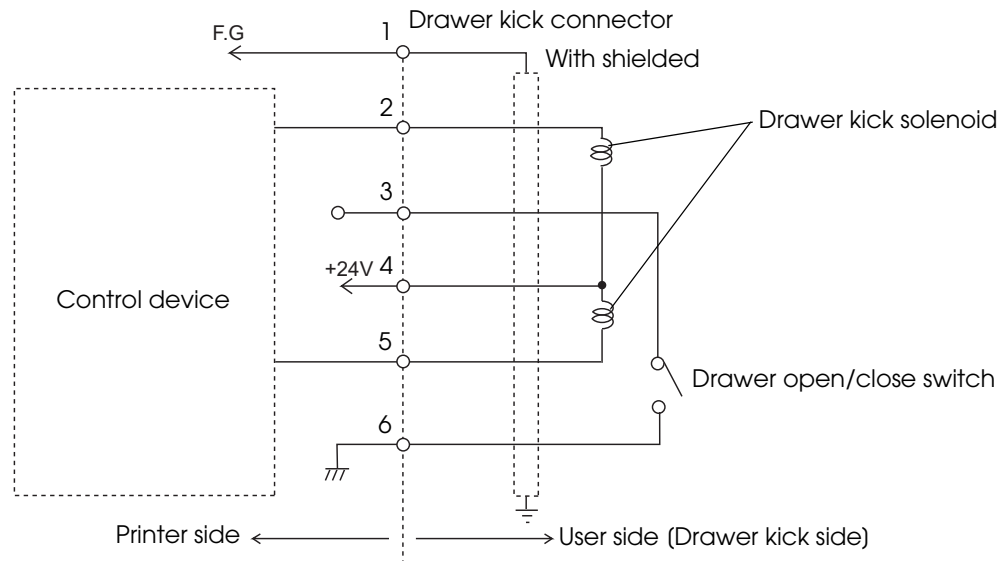 Drawer kick connector
F.G
1
With shielded
2
Drawer kick solenoid
3
+24V 4
Control device
5
Drawer open/close switch
6
Printer side
User side (Drawer kick side)